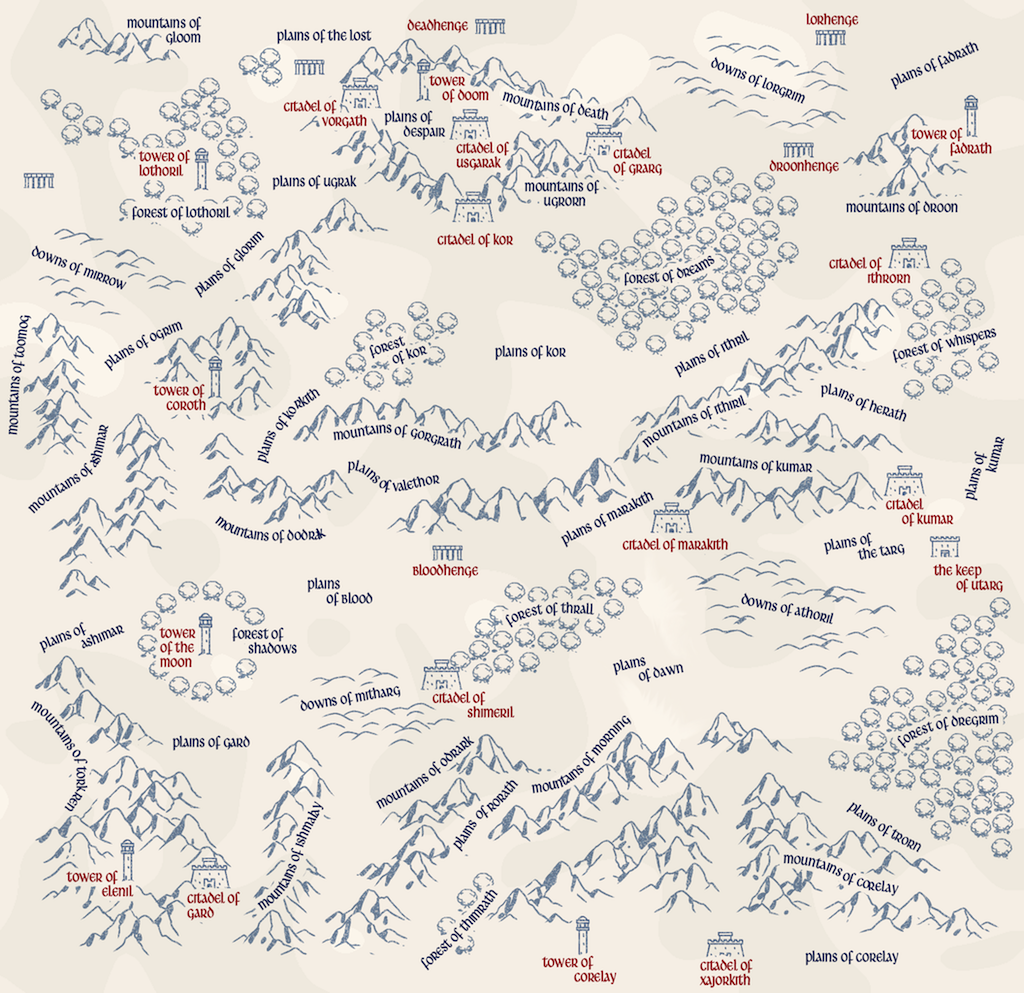 mountains of
gloom
plains of the lost
deadhenge
lorhenge
plains of fadrath
downs of lorgrim
tower
of doom
mountains of death
citadel of
vorgath
plains of
despair
citadel of
usgarak
citadel
of grarg
tower of
fadrath
droonhenge
tower of
lothoril
plains of ugrak
mountains of
ugrorn
mountains of droon
forest of lothoril
citadel of kor
plains of glorim
downs of mirrow
forest of dreams
citadel of
ithrorn
mountains of toomog
plains of ogrim
forest
of kor
plains of kor
plains of ithril
forest of whispers
tower of
coroth
plains of korkith
mountains of gorgrath
mountains of ithiril
plains of herath
mountains of ashimar
plains of valethor
mountains of kumar
plains of
kumar
mountains of dodrak
plains of marakith
citadel of marakith
citadel
of kumar
plains of
the targ
bloodhenge
the keep
of utarg
plains
of blood
forest of thrall
downs of athoril
plains of
ashimar
tower
of the
moon
forest of
shadows
plains
of dawn
downs of mitharg
citadel of
shimeril
mountains of torkren
plains of gard
forest of dregrim
mountains of odrark
plains of rorath
mountains of morning
mountains of ishmalay
plains of trorn
tower of
elenil
citadel of
gard
mountains of corelay
forest of thimrath
tower of
corelay
citadel of
xajorkith
plains of corelay